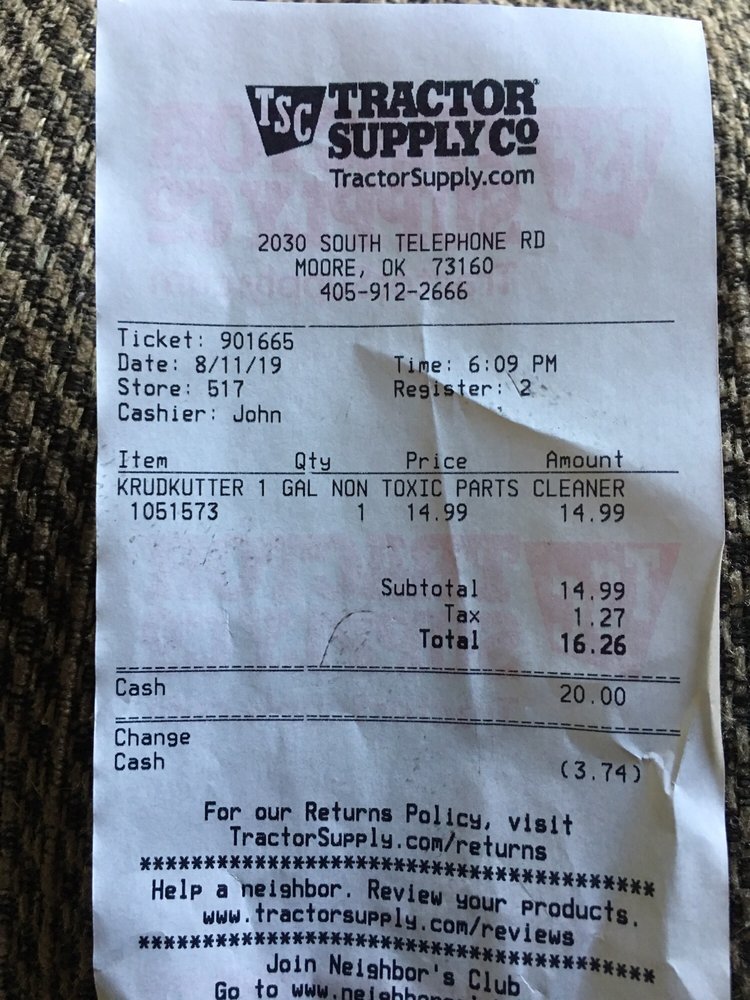 TSC TRACTOR
SUPPLY CO
TractorSupply.com
2030 SOUTH TELEPHONE RD
MOORE, OK 73160
405-912-2666
Ticket: 901665
Date: 8/11/19 Time: 6:09 PM
Store: 517 Register: 2
Cashier: John
Item Qty Price Amount
KRUDKUTTER 1 GAL NON TOXIC PARTS CLEANER
1051573 1 14.99 14.99
Subtotal 14.99
Tax 1.27
Total 16.26
Cash 20.00
Change
Cash (3.74)
For our Returns Policy, visit
TractorSupply.com/returns
****************************************
Help a neighbor. Review your products.
www.tractorsupply.com/reviews
****************************************
Join Neighbor's Club
Go to